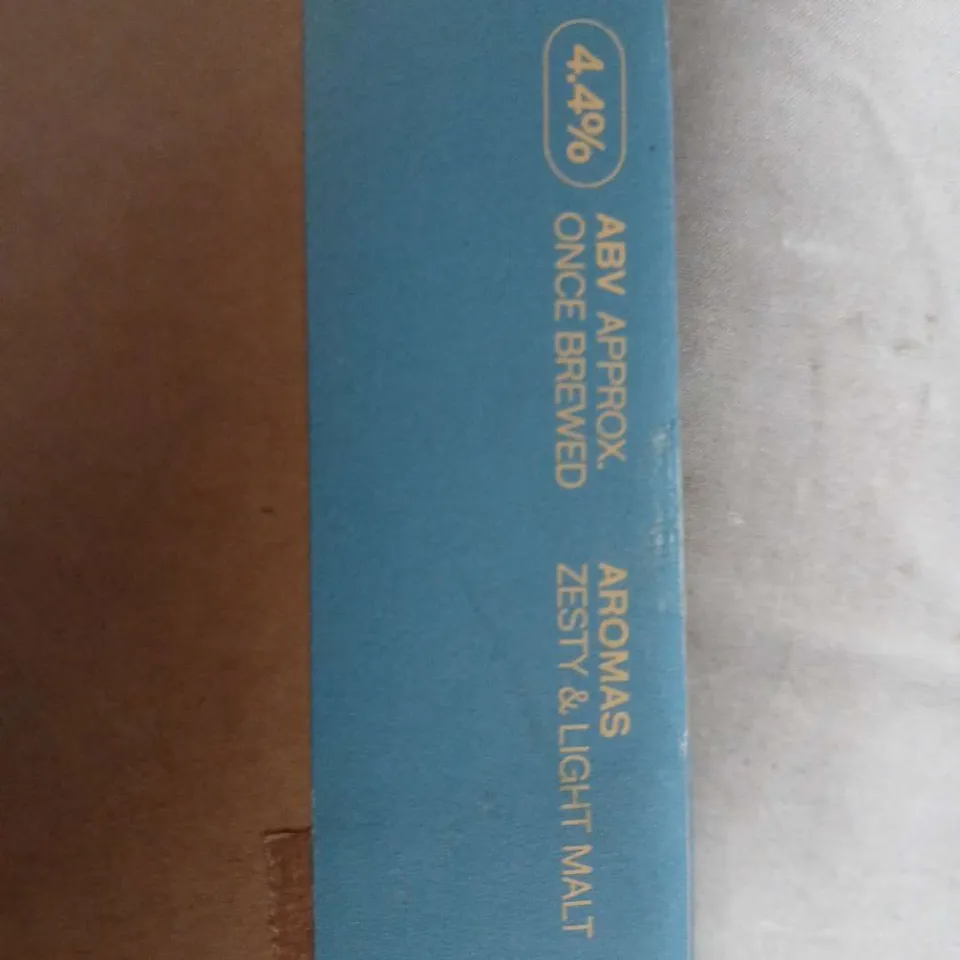 4.4%
ABV APPROX.
ONCE BREWED
AROMAS
ZESTY & LIGHT MALT